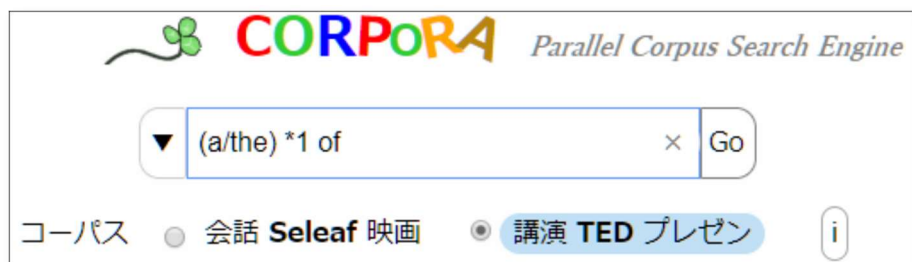 CORPORA Parallel Corpus Search Engine
▼ (a/the) *1 of × Go
コーパス 会話 Seleaf 映画 講演 TED プレゼン i